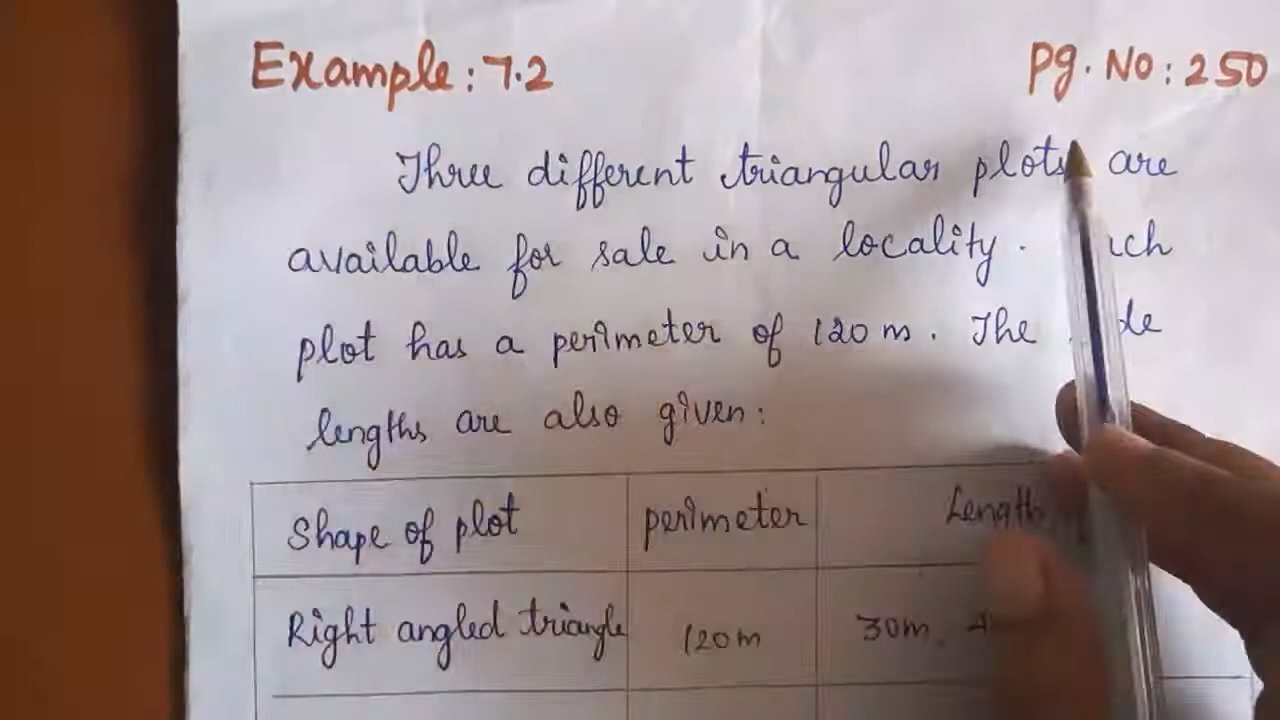 Example: 7.2
Pg. No: 250
Three different triangular plots are
available for sale in a locality.
plot has a perimeter of 120 m. The
lengths are also given:
Shape of plot perimeter Length
Right angled triangle 120m 30m,